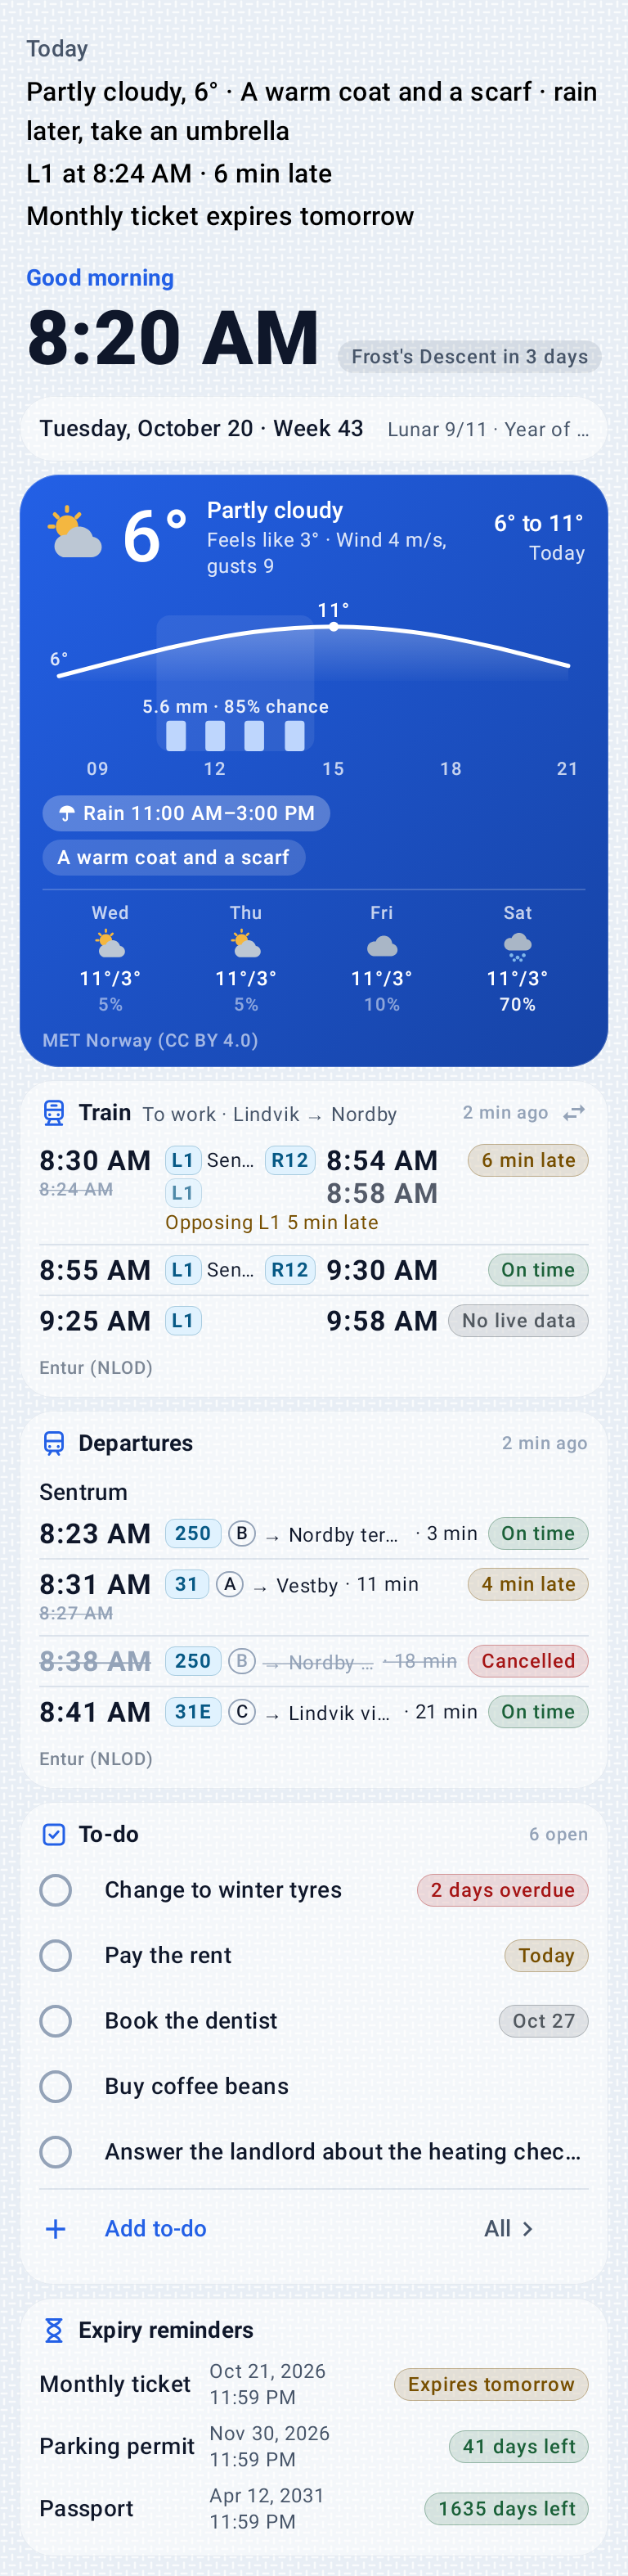 Today
Partly cloudy, 6° · A warm coat and a scarf · rain
later, take an umbrella
L1 at 8:24 AM · 6 min late
Monthly ticket expires tomorrow
Good morning
8:20 AM
Frost's Descent in 3 days
Tuesday, October 20 · Week 43
Lunar 9/11 · Year of …
6°
Partly cloudy
Feels like 3° · Wind 4 m/s,
gusts 9
6° to 11°
Today
11°
6°
5.6 mm · 85% chance
09 12 15 18 21
Rain 11:00 AM–3:00 PM
A warm coat and a scarf
Wed Thu Fri Sat
11°/3° 11°/3° 11°/3° 11°/3°
5% 5% 10% 70%
MET Norway (CC BY 4.0)
Train To work · Lindvik → Nordby 2 min ago
8:30 AM L1 Sen… R12 8:54 AM 6 min late
8:24 AM L1 8:58 AM
Opposing L1 5 min late
8:55 AM L1 Sen… R12 9:30 AM On time
9:25 AM L1 9:58 AM No live data
Entur (NLOD)
Departures 2 min ago
Sentrum
8:23 AM 250 B → Nordby ter… · 3 min On time
8:31 AM 31 A → Vestby · 11 min 4 min late
8:27 AM
8:38 AM 250 B → Nordby … · 18 min Cancelled
8:41 AM 31E C → Lindvik vi… · 21 min On time
Entur (NLOD)
To-do 6 open
Change to winter tyres 2 days overdue
Pay the rent Today
Book the dentist Oct 27
Buy coffee beans
Answer the landlord about the heating chec…
Add to-do All
Expiry reminders
Monthly ticket Oct 21, 2026 11:59 PM Expires tomorrow
Parking permit Nov 30, 2026 11:59 PM 41 days left
Passport Apr 12, 2031 11:59 PM 1635 days left